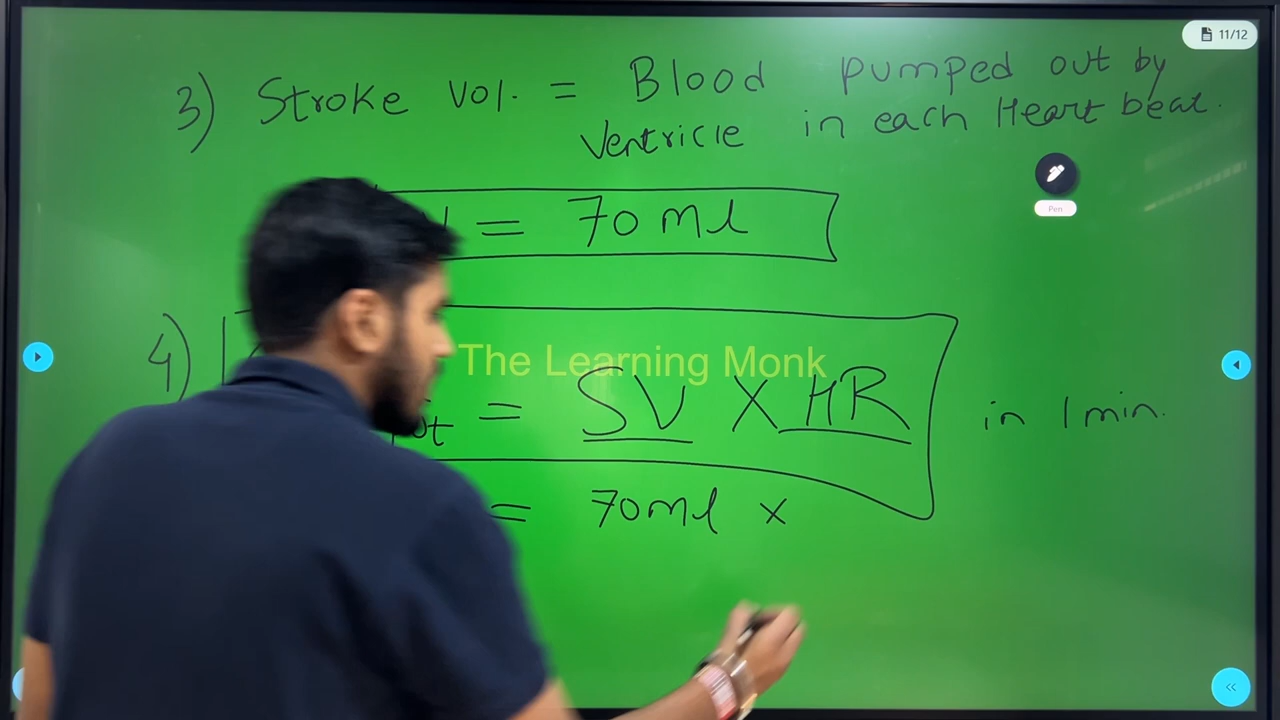 11/12
3) Stroke vol. = Blood pumped out by
Ventricle in each Heart beat.
Pen
= 70 ml
The Learning Monk
4)
= SV X HR in 1 min.
= 70ml x